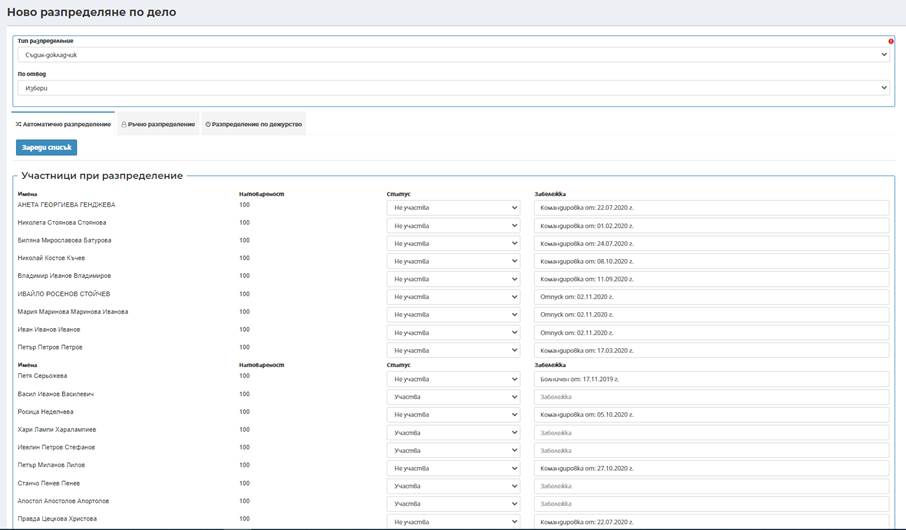 Ново разпределяне по дело
Тип разпределение
Съдия-докладчик
По отвод
Избери
Автоматично разпределение Ръчно разпределение Разпределение по дежурство
Зареди списък
Участници при разпределение
Имена Натовареност Статус Забележка
АНЕТА ГЕОРГИЕВА ГЕНДЖЕВА 100 Не участва Командировка от: 22.07.2020 г.
Николета Стоянова Стоянова 100 Не участва Командировка от: 01.02.2020 г.
Биляна Мирославова Батурова 100 Не участва Командировка от: 24.07.2020 г.
Николай Костов Къчев 100 Не участва Командировка от: 08.10.2020 г.
Владимир Иванов Владимиров 100 Не участва Командировка от: 11.09.2020 г.
ИВАЙЛО РОСЕНОВ СТОЙЧЕВ 100 Не участва Отпуск от: 02.11.2020 г.
Мария Маринова Маринова Иванова 100 Не участва Отпуск от: 02.11.2020 г.
Иван Иванов Иванов 100 Не участва Отпуск от: 02.11.2020 г.
Петър Петров Петров 100 Не участва Командировка от: 17.03.2020 г.
Имена Натовареност Статус Забележка
Петя Серьожева 100 Не участва Болничен от: 17.11.2019 г.
Васил Иванов Василевич 100 Участва Забележка
Росица Неделчева 100 Не участва Командировка от: 05.10.2020 г.
Хари Лампи Харалампиев 100 Участва Забележка
Ивелин Петров Стефанов 100 Участва Забележка
Петър Миланов Лилов 100 Не участва Командировка от: 27.10.2020 г.
Станчо Пенев Пенев 100 Участва Забележка
Апостол Апостолов Апортолов 100 Участва Забележка
Правда Цецкова Христова 100 Не участва Командировка от: 22.07.2020 г.